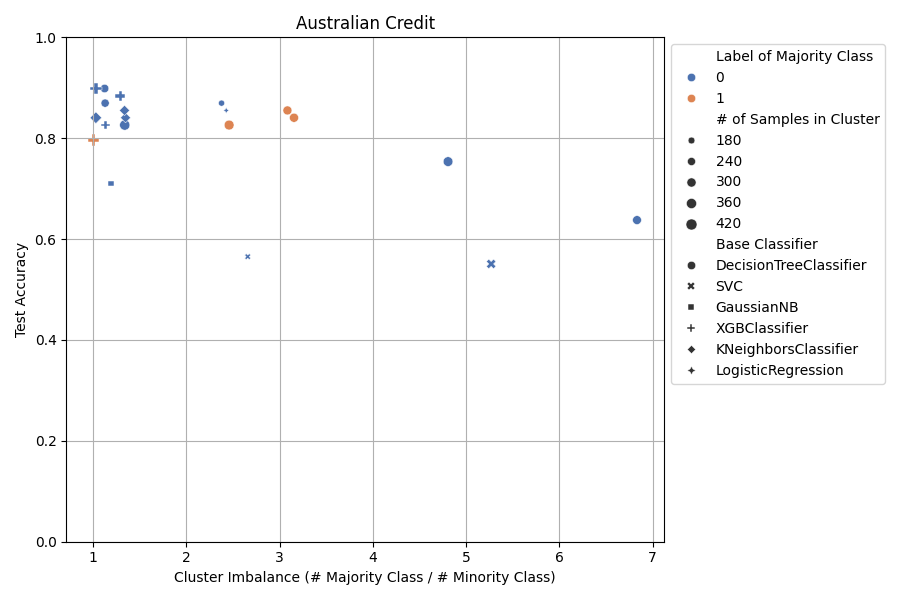 Australian Credit
1.0
0.8
0.6
0.4
0.2
0.0
Test Accuracy
1 2 3 4 5 6 7
Cluster Imbalance (# Majority Class / # Minority Class)
Label of Majority Class
0
1
# of Samples in Cluster
180
240
300
360
420
Base Classifier
DecisionTreeClassifier
SVC
GaussianNB
XGBClassifier
KNeighborsClassifier
LogisticRegression